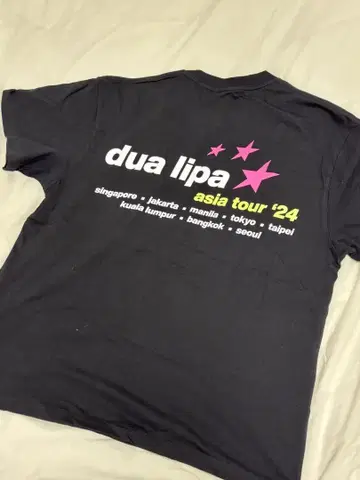 dua lipa
asia tour '24
singapore • jakarta • manila • tokyo • taipei
kuala lumpur • bangkok • seoul